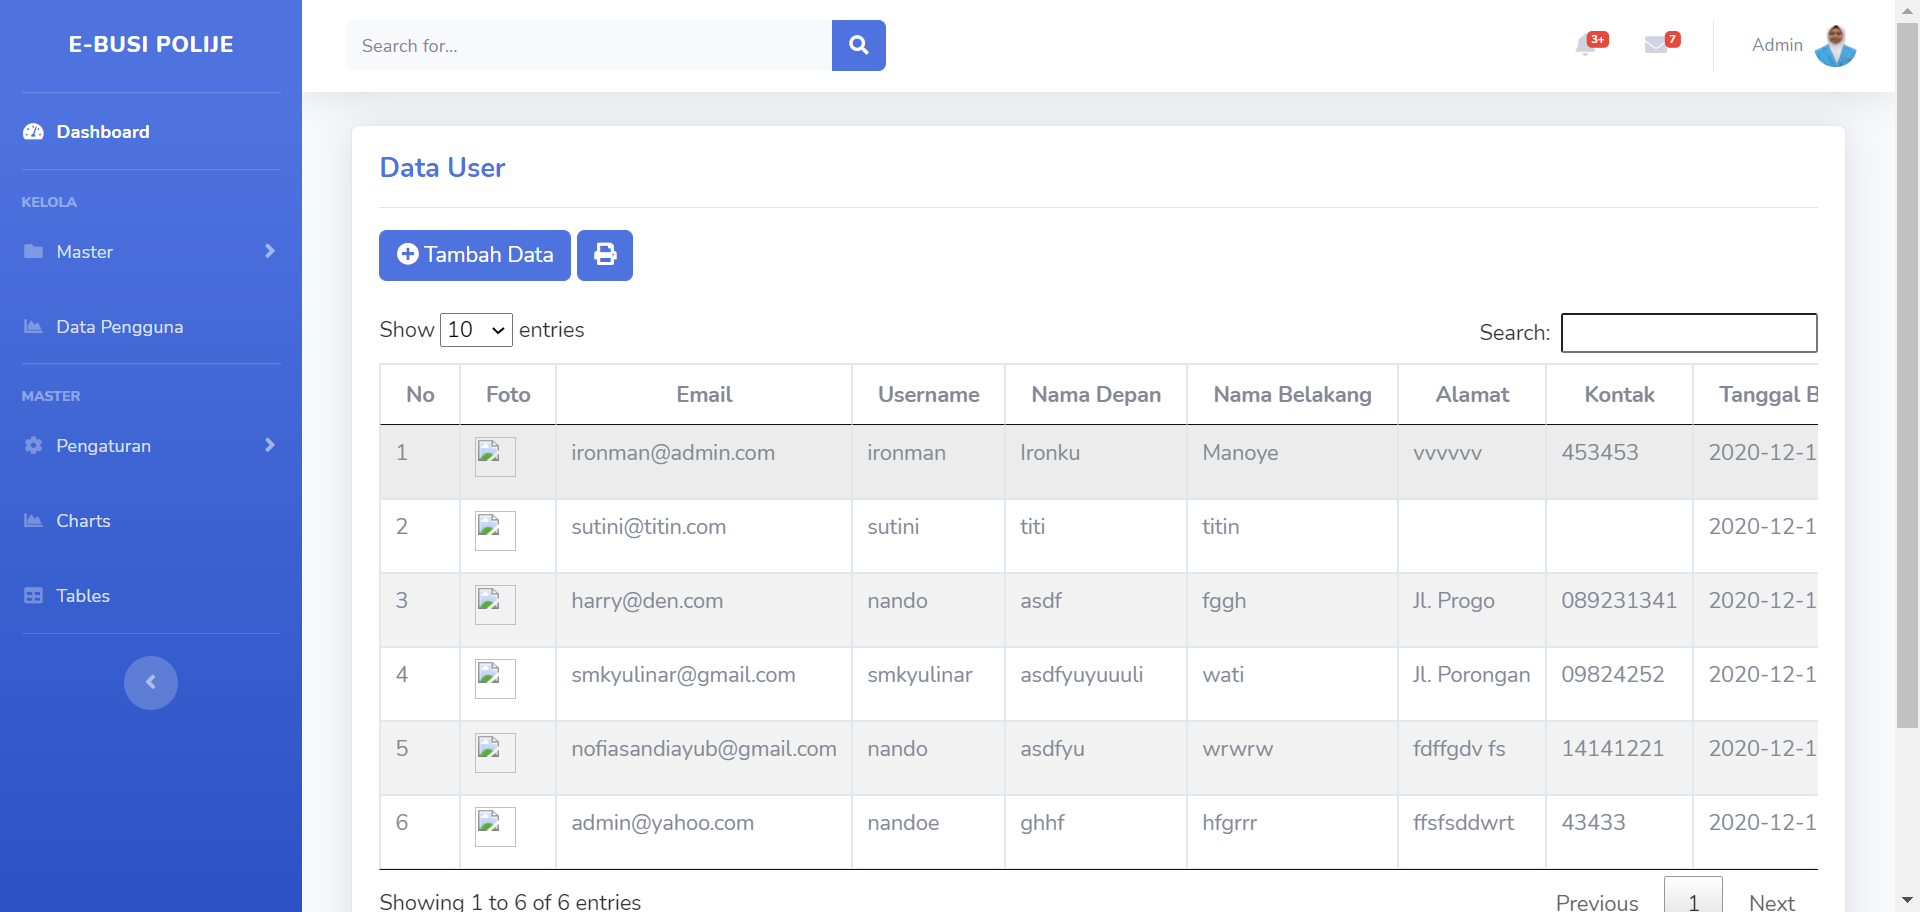 E-BUSI POLIJE
Search for...
3+
7
Admin
Dashboard
KELOLA
Master
Data Pengguna
MASTER
Pengaturan
Charts
Tables
Data User
Tambah Data
Show 10 entries
Search:
No Foto Email Username Nama Depan Nama Belakang Alamat Kontak Tanggal B
1 ironman@admin.com ironman Ironku Manoye vvvvvv 453453 2020-12-1
2 sutini@titin.com sutini titi titin 2020-12-1
3 harry@den.com nando asdf fggh Jl. Progo 089231341 2020-12-1
4 smkyulinar@gmail.com smkyulinar asdfyuyuuuli wati Jl. Porongan 09824252 2020-12-1
5 nofiasandiayub@gmail.com nando asdfyu wrwrw fdffgdv fs 14141221 2020-12-1
6 admin@yahoo.com nandoe ghhf hfgrrr ffsfsddwrt 43433 2020-12-1
Showing 1 to 6 of 6 entries
Previous 1 Next